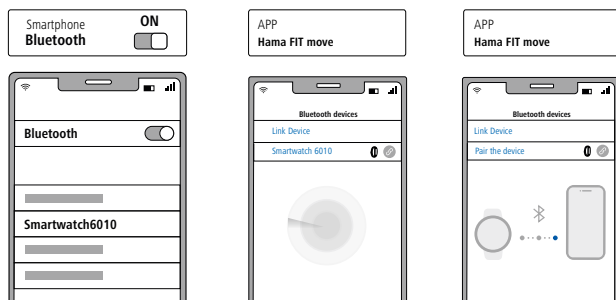 Smartphone
Bluetooth
ON
Bluetooth
Smartwatch6010
APP
Hama FIT move
Bluetooth devices
Link Device
Smartwatch 6010
APP
Hama FIT move
Bluetooth devices
Link Device
Pair the device